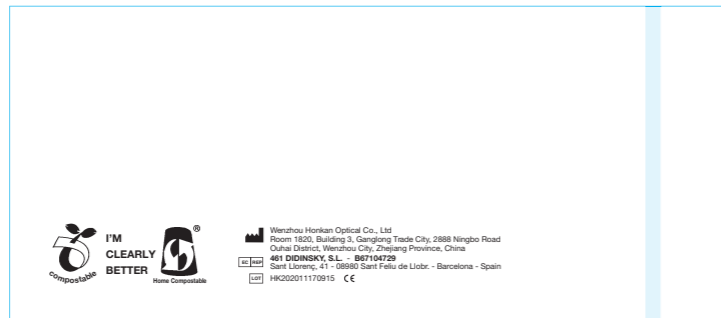 compostable
I'M
CLEARLY
BETTER
®
Home Compostable
Wenzhou Honkan Optical Co., Ltd
Room 1820, Building 3, Ganglong Trade City, 2888 Ningbo Road
Ouhai District, Wenzhou City, Zhejiang Province, China
EC REP 461 DIDINSKY, S.L. - B67104729
Sant Llorenç, 41 - 08980 Sant Feliu de Llobr. - Barcelona - Spain
LOT HK202011170915 CE